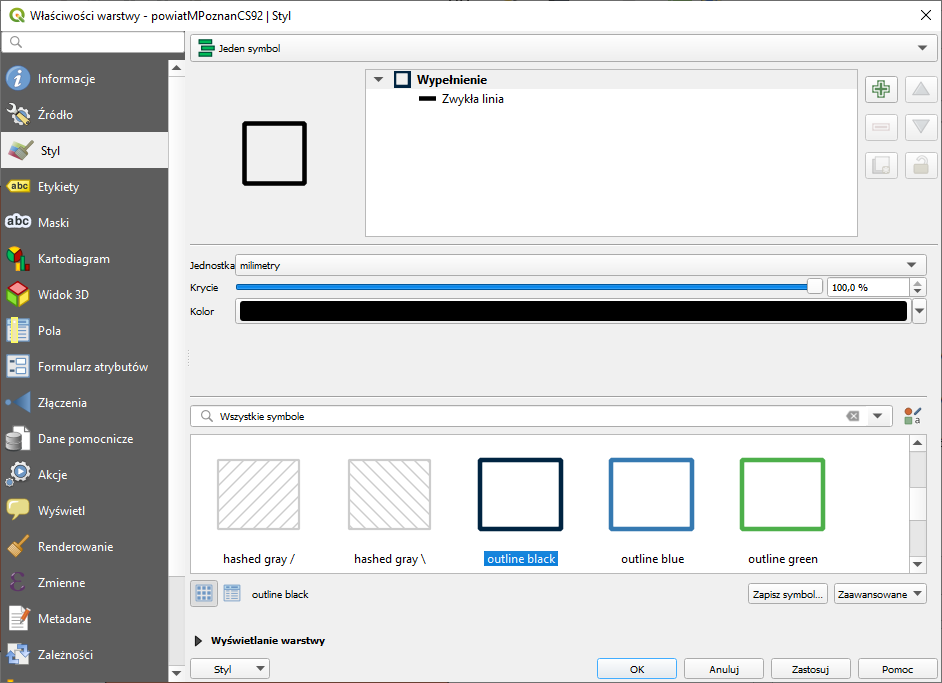 Właściwości warstwy - powiatMPoznanCS92 | Styl
Jeden symbol
Informacje
Źródło
Styl
abc Etykiety
abc Maski
Kartodiagram
Widok 3D
Pola
Formularz atrybutów
Złączenia
Dane pomocnicze
Akcje
Wyświetl
Renderowanie
Zmienne
Metadane
Zależności
Wypełnienie
Zwykła linia
Jednostka milimetry
Krycie 100,0 %
Kolor
Wszystkie symbole
hashed gray / hashed gray \ outline black outline blue outline green
outline black Zapisz symbol... Zaawansowane
Wyświetlanie warstwy
Styl OK Anuluj Zastosuj Pomoc